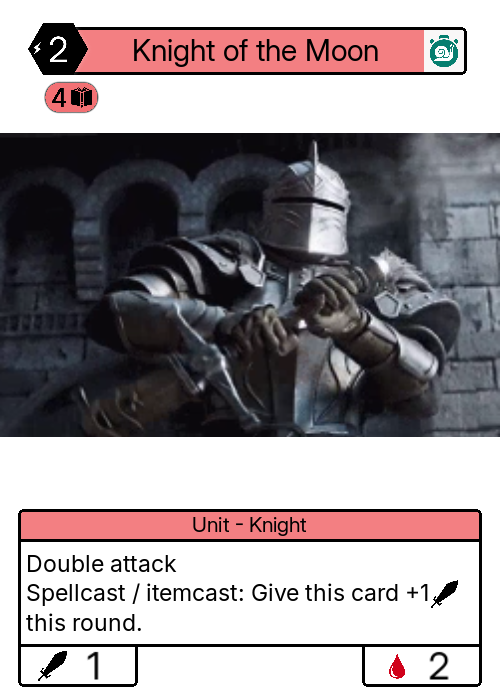 2 Knight of the Moon
4
Unit - Knight
Double attack
Spellcast / itemcast: Give this card +1
this round.
1 2